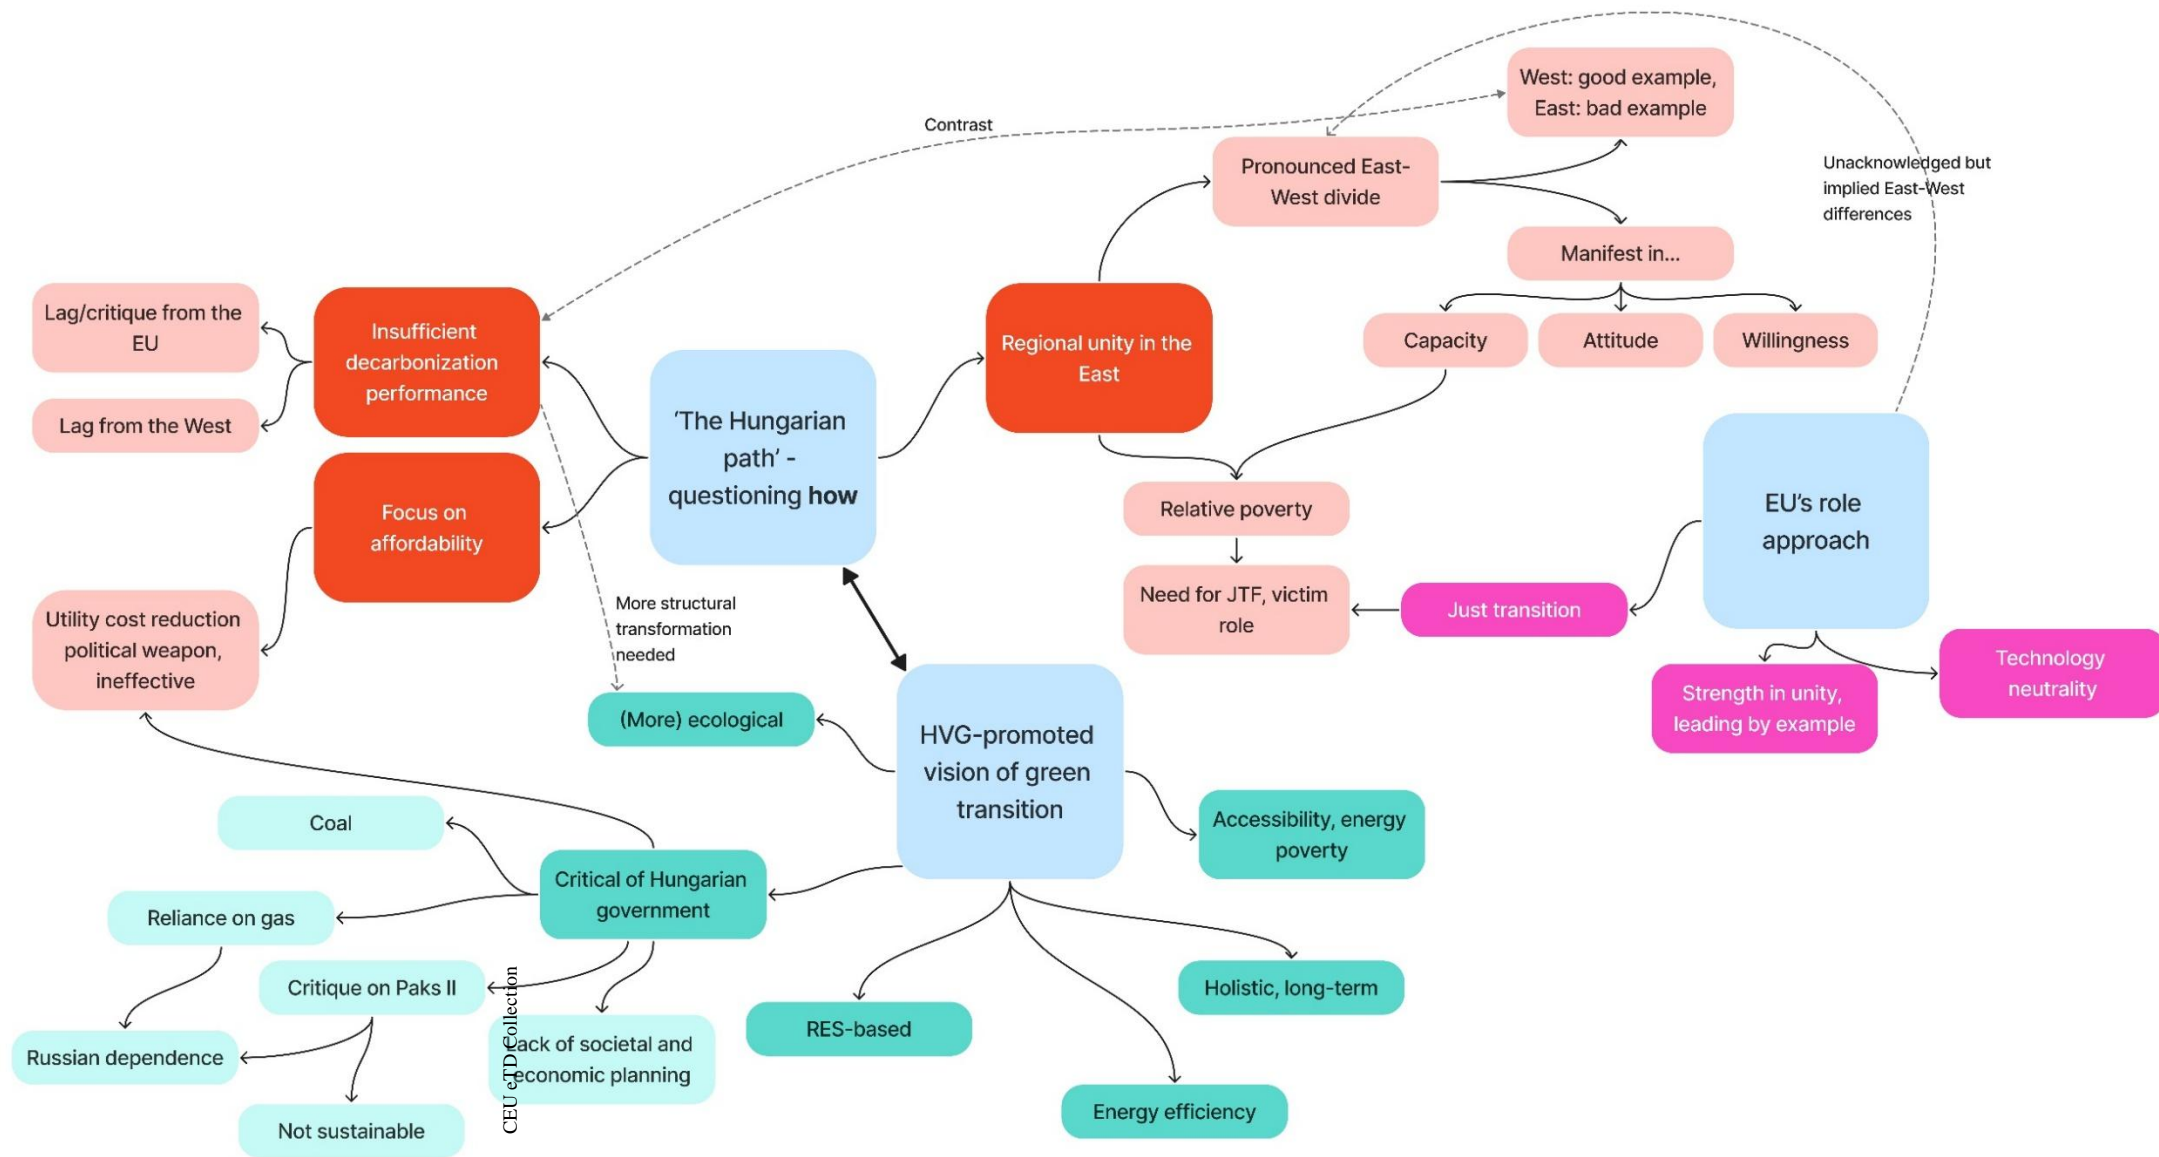 West: good example,
East: bad example
Contrast
Pronounced East-
West divide
Unacknowledged but
implied East-West
differences
Manifest in...
Capacity
Attitude
Willingness
Lag/critique from the
EU
Lag from the West
Insufficient
decarbonization
performance
Regional unity in the
East
'The Hungarian
path' -
questioning how
Focus on
affordability
Relative poverty
Need for JTF, victim
role
Just transition
EU's role
approach
Strength in unity,
leading by example
Technology
neutrality
Utility cost reduction
political weapon,
ineffective
More structural
transformation
needed
(More) ecological
HVG-promoted
vision of green
transition
Accessibility, energy
poverty
Coal
Critical of Hungarian
government
Reliance on gas
Critique on Paks II
Russian dependence
Not sustainable
Lack of societal and
economic planning
RES-based
Holistic, long-term
Energy efficiency
CEU eTD Collection